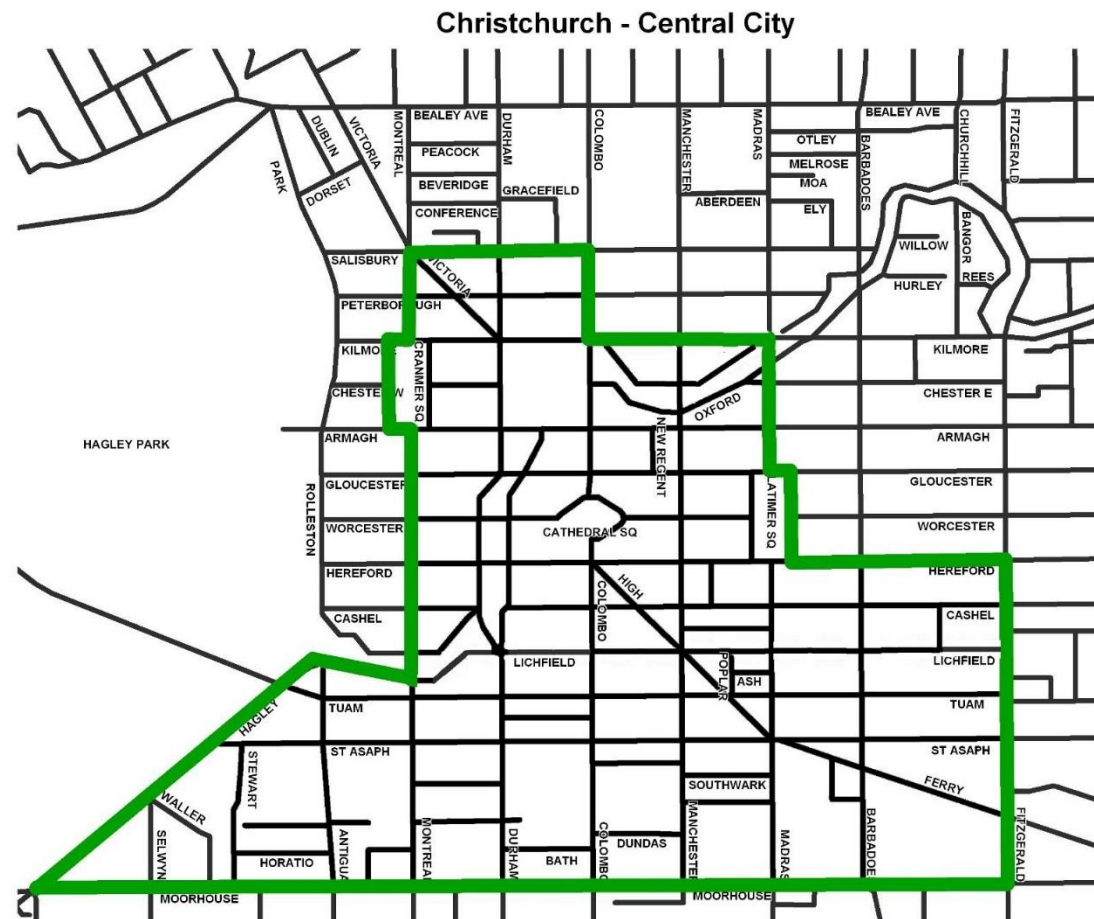 Christchurch - Central City
BEALEY AVE
BEALEY AVE
DUBLIN
VICTORIA
MONTREAL
DURHAM
COLOMBO
MANCHESTER
MADRAS
BARBADOES
CHURCHHILL
FITZGERALD
OTLEY
PEACOCK
MELROSE
PARK
DORSET
BEVERIDGE
GRACEFIELD
MOA
ABERDEEN
ELY
CONFERENCE
BANGOR
WILLOW
SALISBURY
VICTORIA
REES
HURLEY
PETERBOROUGH
KILMORE
CRANMER SQ
KILMORE
CHESTER W
OXFORD
CHESTER E
HAGLEY PARK
ARMAGH
NEW REGENT
ARMAGH
GLOUCESTER
LATIMER SQ
GLOUCESTER
ROLLESTON
WORCESTER
CATHEDRAL SQ
WORCESTER
HEREFORD
HIGH
HEREFORD
CASHEL
COLOMBO
CASHEL
LICHFIELD
POPLAR
ASH
LICHFIELD
HAGLEY
TUAM
TUAM
ST ASAPH
ST ASAPH
STEWART
SOUTHWARK
FERRY
WALLER
SELWYN
ANTIGUA
MONTREAL
DURHAM
COLOMBO
DUNDAS
MANCHESTER
MADRAS
BARBADOE
FITZGERALD
HORATIO
BATH
MOORHOUSE
MOORHOUSE